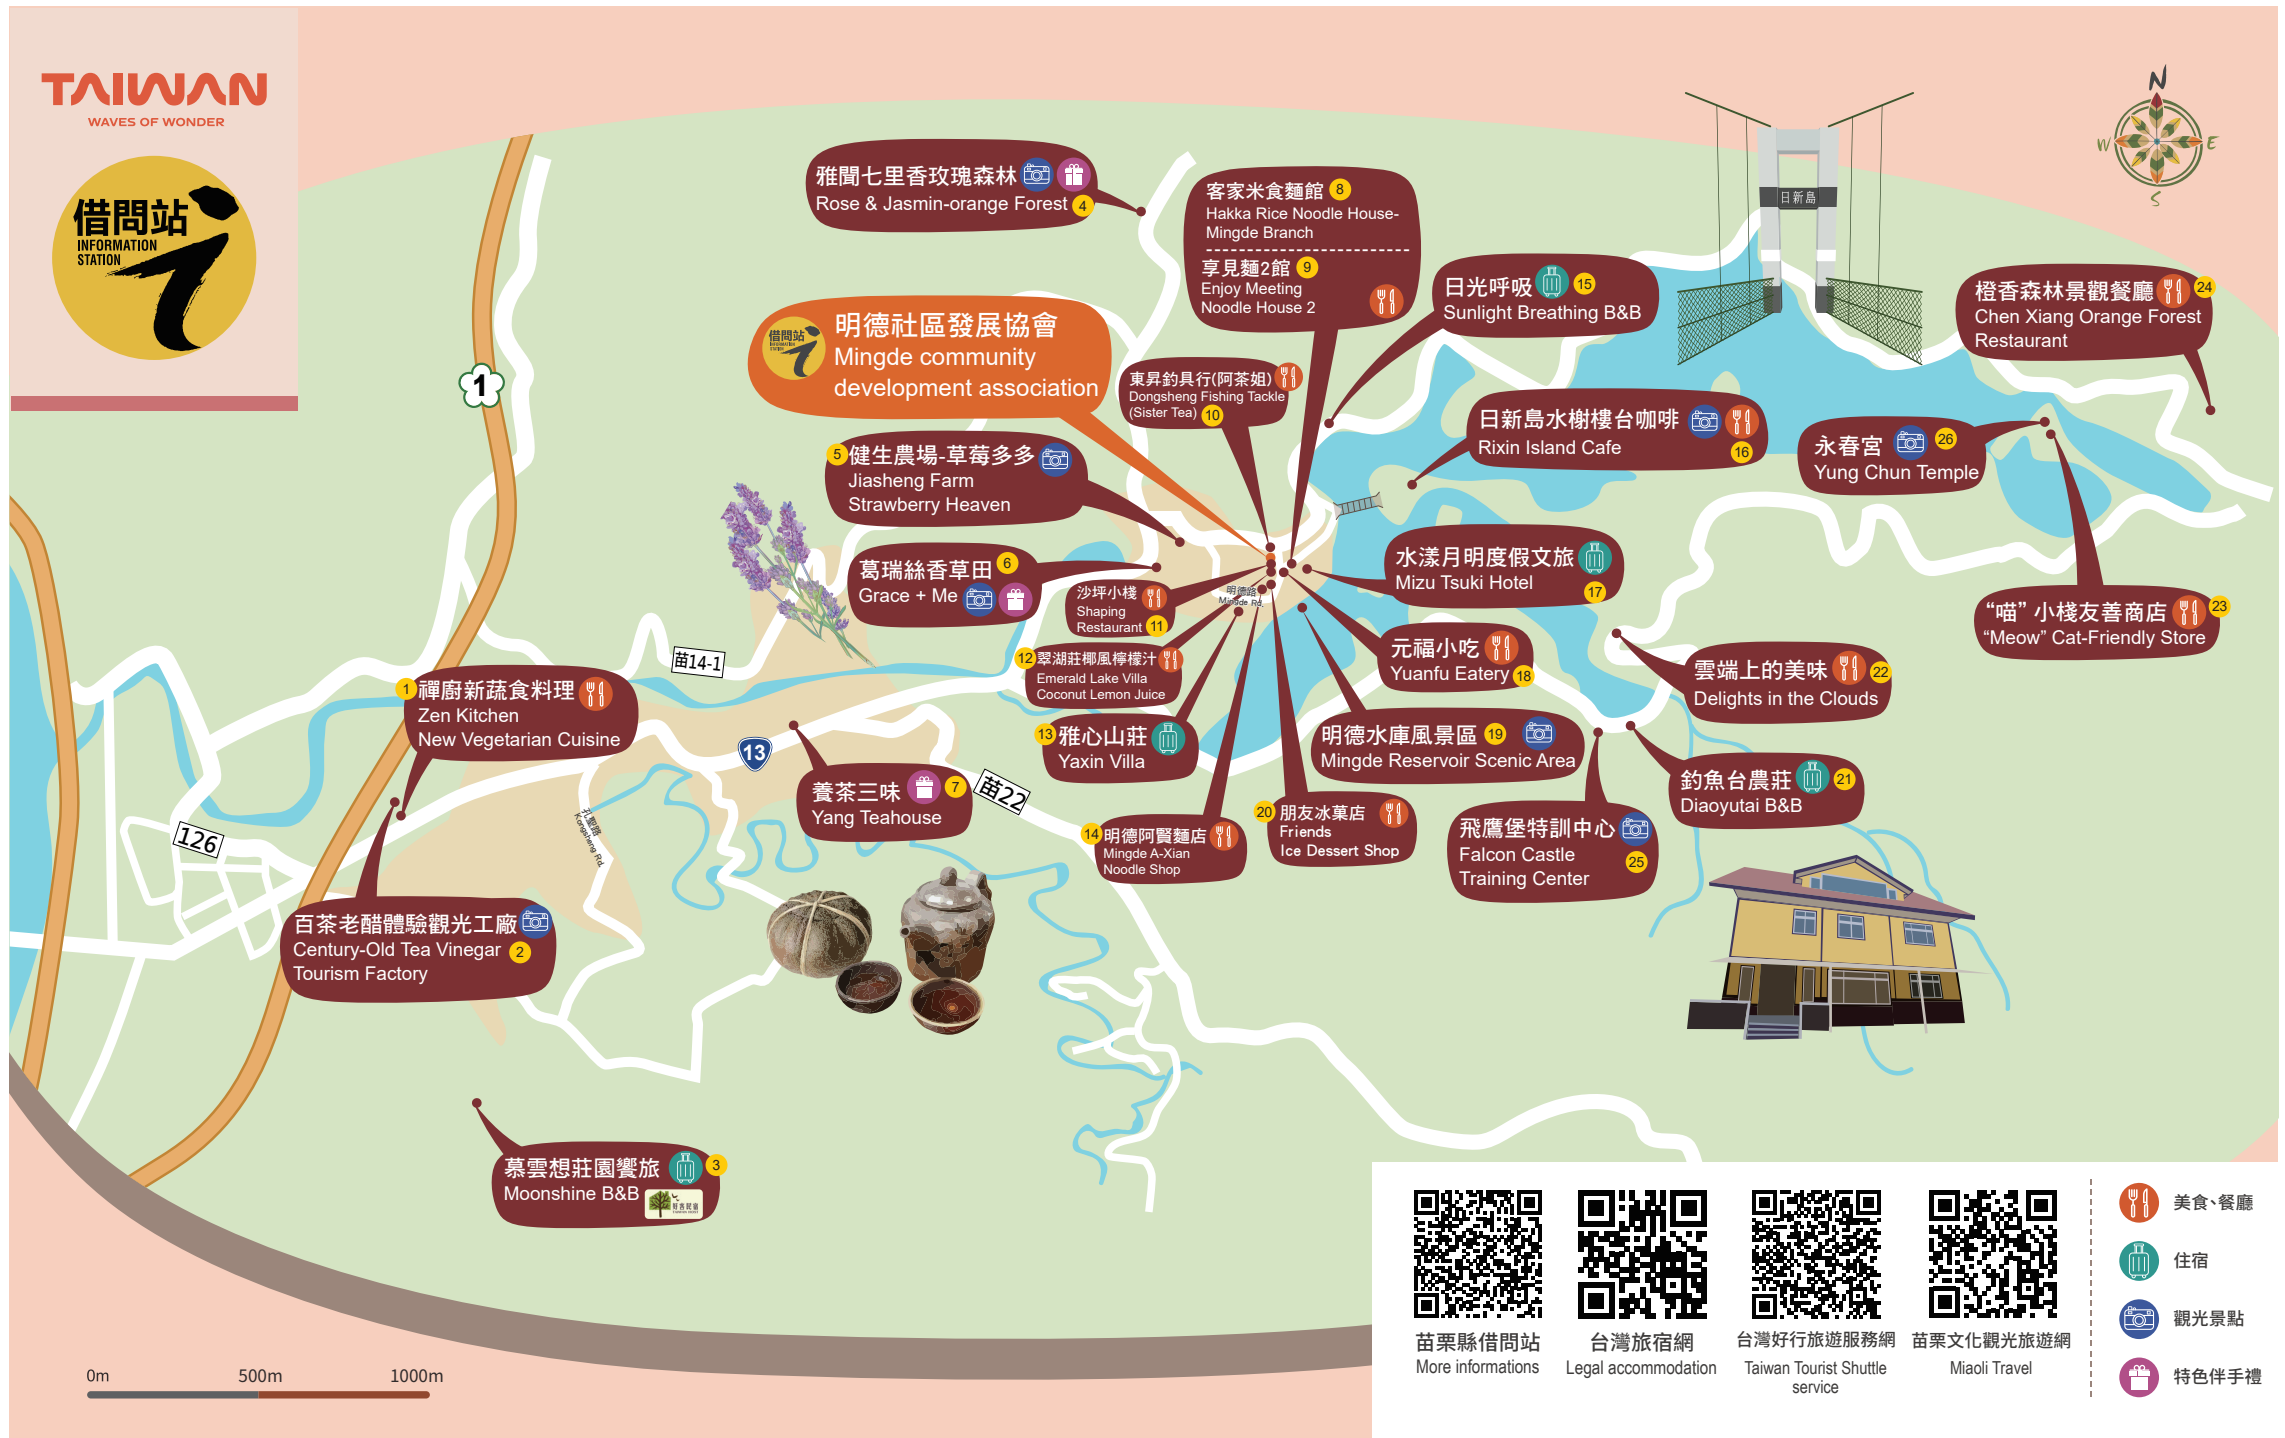 TAIWAN
WAVES OF WONDER
借問站
INFORMATION
STATION
N
W
E
S
日新島
雅聞七里香玫瑰森林
Rose & Jasmin-orange Forest 4
客家米食麵館 8
Hakka Rice Noodle House-
Mingde Branch
享見麵2館 9
Enjoy Meeting
Noodle House 2
日光呼吸 15
Sunlight Breathing B&B
橙香森林景觀餐廳 24
Chen Xiang Orange Forest
Restaurant
借問站
INFORMATION
STATION
明德社區發展協會
Mingde community
development association
東昇釣具行(阿茶姐)
Dongsheng Fishing Tackle
(Sister Tea) 10
1
日新島水榭樓台咖啡
Rixin Island Cafe 16
永春宮 26
Yung Chun Temple
5 健生農場-草莓多多
Jiasheng Farm
Strawberry Heaven
葛瑞絲香草田 6
Grace + Me
水漾月明度假文旅
Mizu Tsuki Hotel
17
沙坪小棧
Shaping
Restaurant 11
明德路
Mingde Rd.
“喵” 小棧友善商店 23
“Meow” Cat-Friendly Store
元福小吃
Yuanfu Eatery 18
苗14-1
12 翠湖莊椰風檸檬汁
Emerald Lake Villa
Coconut Lemon Juice
雲端上的美味 22
Delights in the Clouds
1 禪廚新蔬食料理
Zen Kitchen
New Vegetarian Cuisine
13 雅心山莊
Yaxin Villa
明德水庫風景區 19
Mingde Reservoir Scenic Area
13
養茶三味 7
Yang Teahouse
苗22
釣魚台農莊 21
Diaoyutai B&B
126
孔聖路
Kongsheng Rd.
14 明德阿賢麵店
Mingde A-Xian
Noodle Shop
20 朋友冰菓店
Friends
Ice Dessert Shop
飛鷹堡特訓中心
Falcon Castle 25
Training Center
百茶老醋體驗觀光工廠
Century-Old Tea Vinegar 2
Tourism Factory
慕雲想莊園饗旅 3
Moonshine B&B
好客民宿
0m 500m 1000m
苗栗縣借問站
More informations
台灣旅宿網
Legal accommodation
台灣好行旅遊服務網
Taiwan Tourist Shuttle
service
苗栗文化觀光旅遊網
Miaoli Travel
美食、餐廳
住宿
觀光景點
特色伴手禮